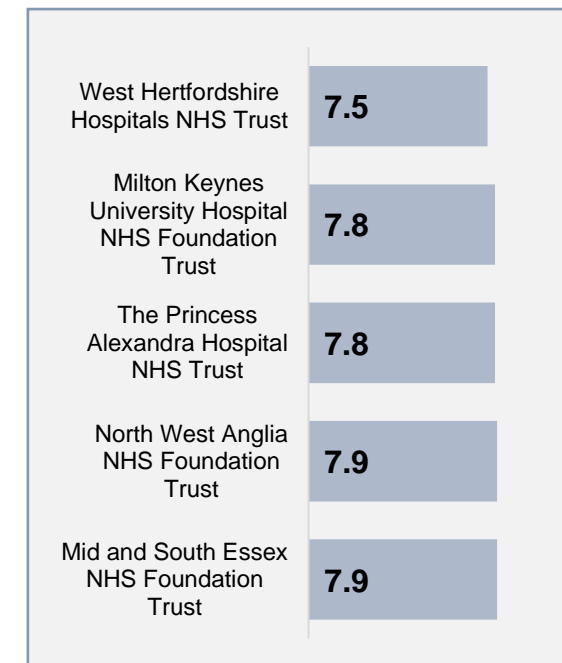 West Hertfordshire
Hospitals NHS Trust
7.5
Milton Keynes
University Hospital
NHS Foundation
Trust
7.8
The Princess
Alexandra Hospital
NHS Trust
7.8
North West Anglia
NHS Foundation
Trust
7.9
Mid and South Essex
NHS Foundation
Trust
7.9